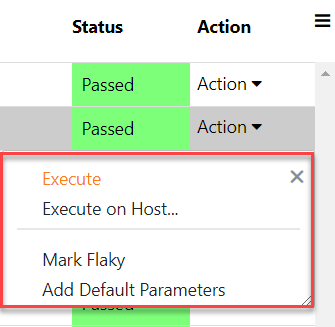 Status Action
Passed Action
Passed Action
Execute
Execute on Host...
Mark Flaky
Add Default Parameters
Passed